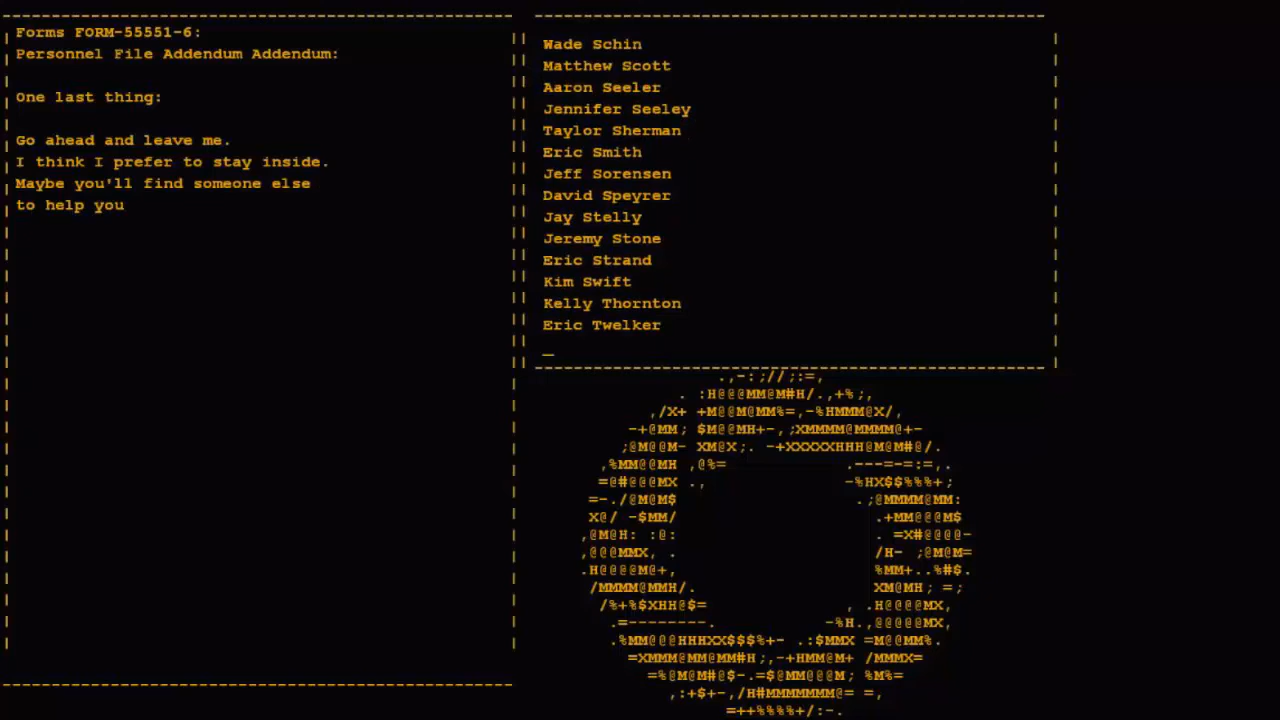 Forms FORM-55551-6:
Personnel File Addendum Addendum:
One last thing:
Go ahead and leave me.
I think I prefer to stay inside.
Maybe you'll find someone else
to help you
Wade Schin
Matthew Scott
Aaron Seeler
Jennifer Seeley
Taylor Sherman
Eric Smith
Jeff Sorensen
David Speyrer
Jay Stelly
Jeremy Stone
Eric Strand
Kim Swift
Kelly Thornton
Eric Twelker